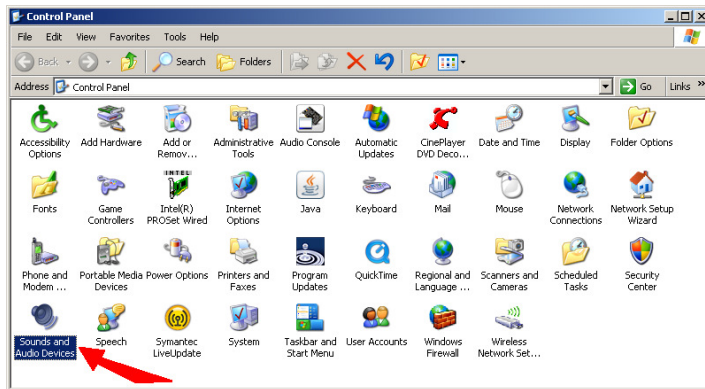 Control Panel
File Edit View Favorites Tools Help
Back Search Folders
Address Control Panel Go Links »
Accessibility Options
Add Hardware
Add or Remov...
Administrative Tools
Audio Console
Automatic Updates
CinePlayer DVD Deco...
Date and Time
Display
Folder Options
Fonts
Game Controllers
INTEL
Intel(R) PROSet Wired
Internet Options
Java
Keyboard
Mail
Mouse
Network Connections
Network Setup Wizard
Phone and Modem ...
Portable Media Devices
Power Options
Printers and Faxes
Program Updates
QuickTime
Regional and Language ...
Scanners and Cameras
Scheduled Tasks
Security Center
Sounds and Audio Devices
Speech
Symantec LiveUpdate
System
Taskbar and Start Menu
User Accounts
Windows Firewall
Wireless Network Set...